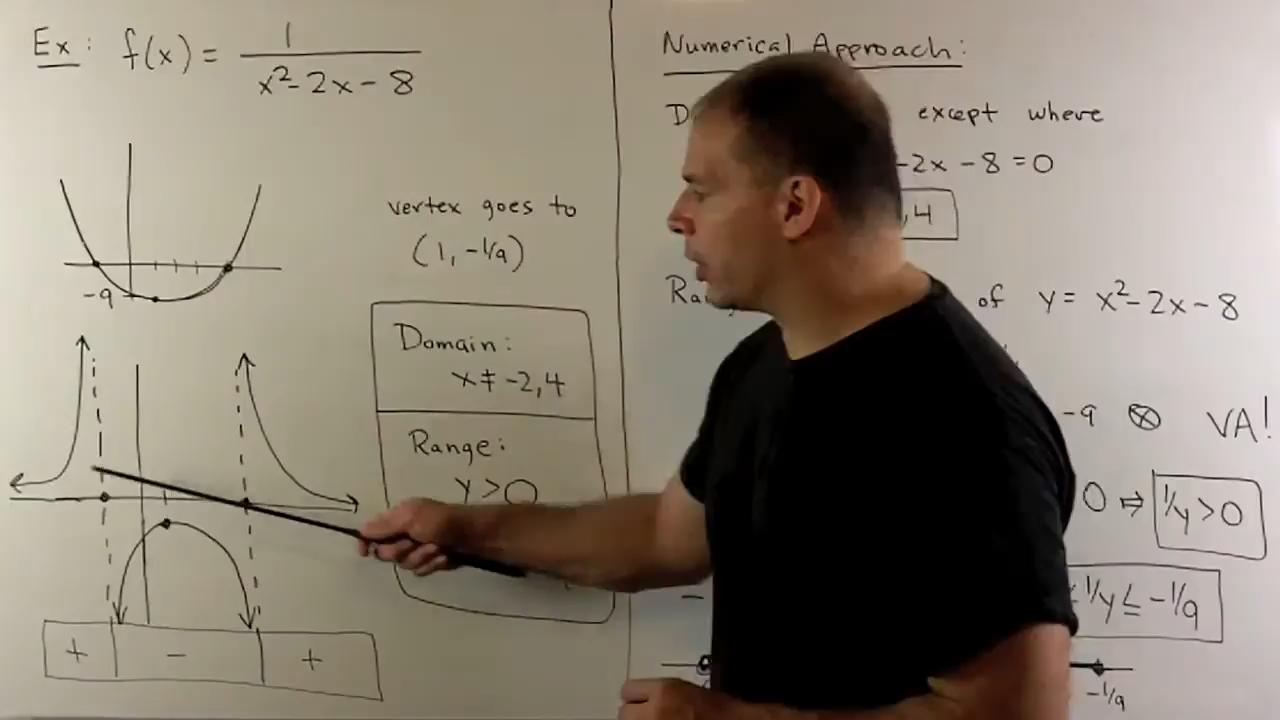 Ex: f(x) = 1 / x²-2x-8
-9
vertex goes to
(1, -1/9)
Domain:
x ≠ -2,4
Range:
y>0
+ - +
Numerical Approach:
except where
-2x-8=0
,4
of y= x²-2x-8
-9 ⊗ VA!
0 ⇒ 1/y>0
1/y ≤ -1/9
-1/9